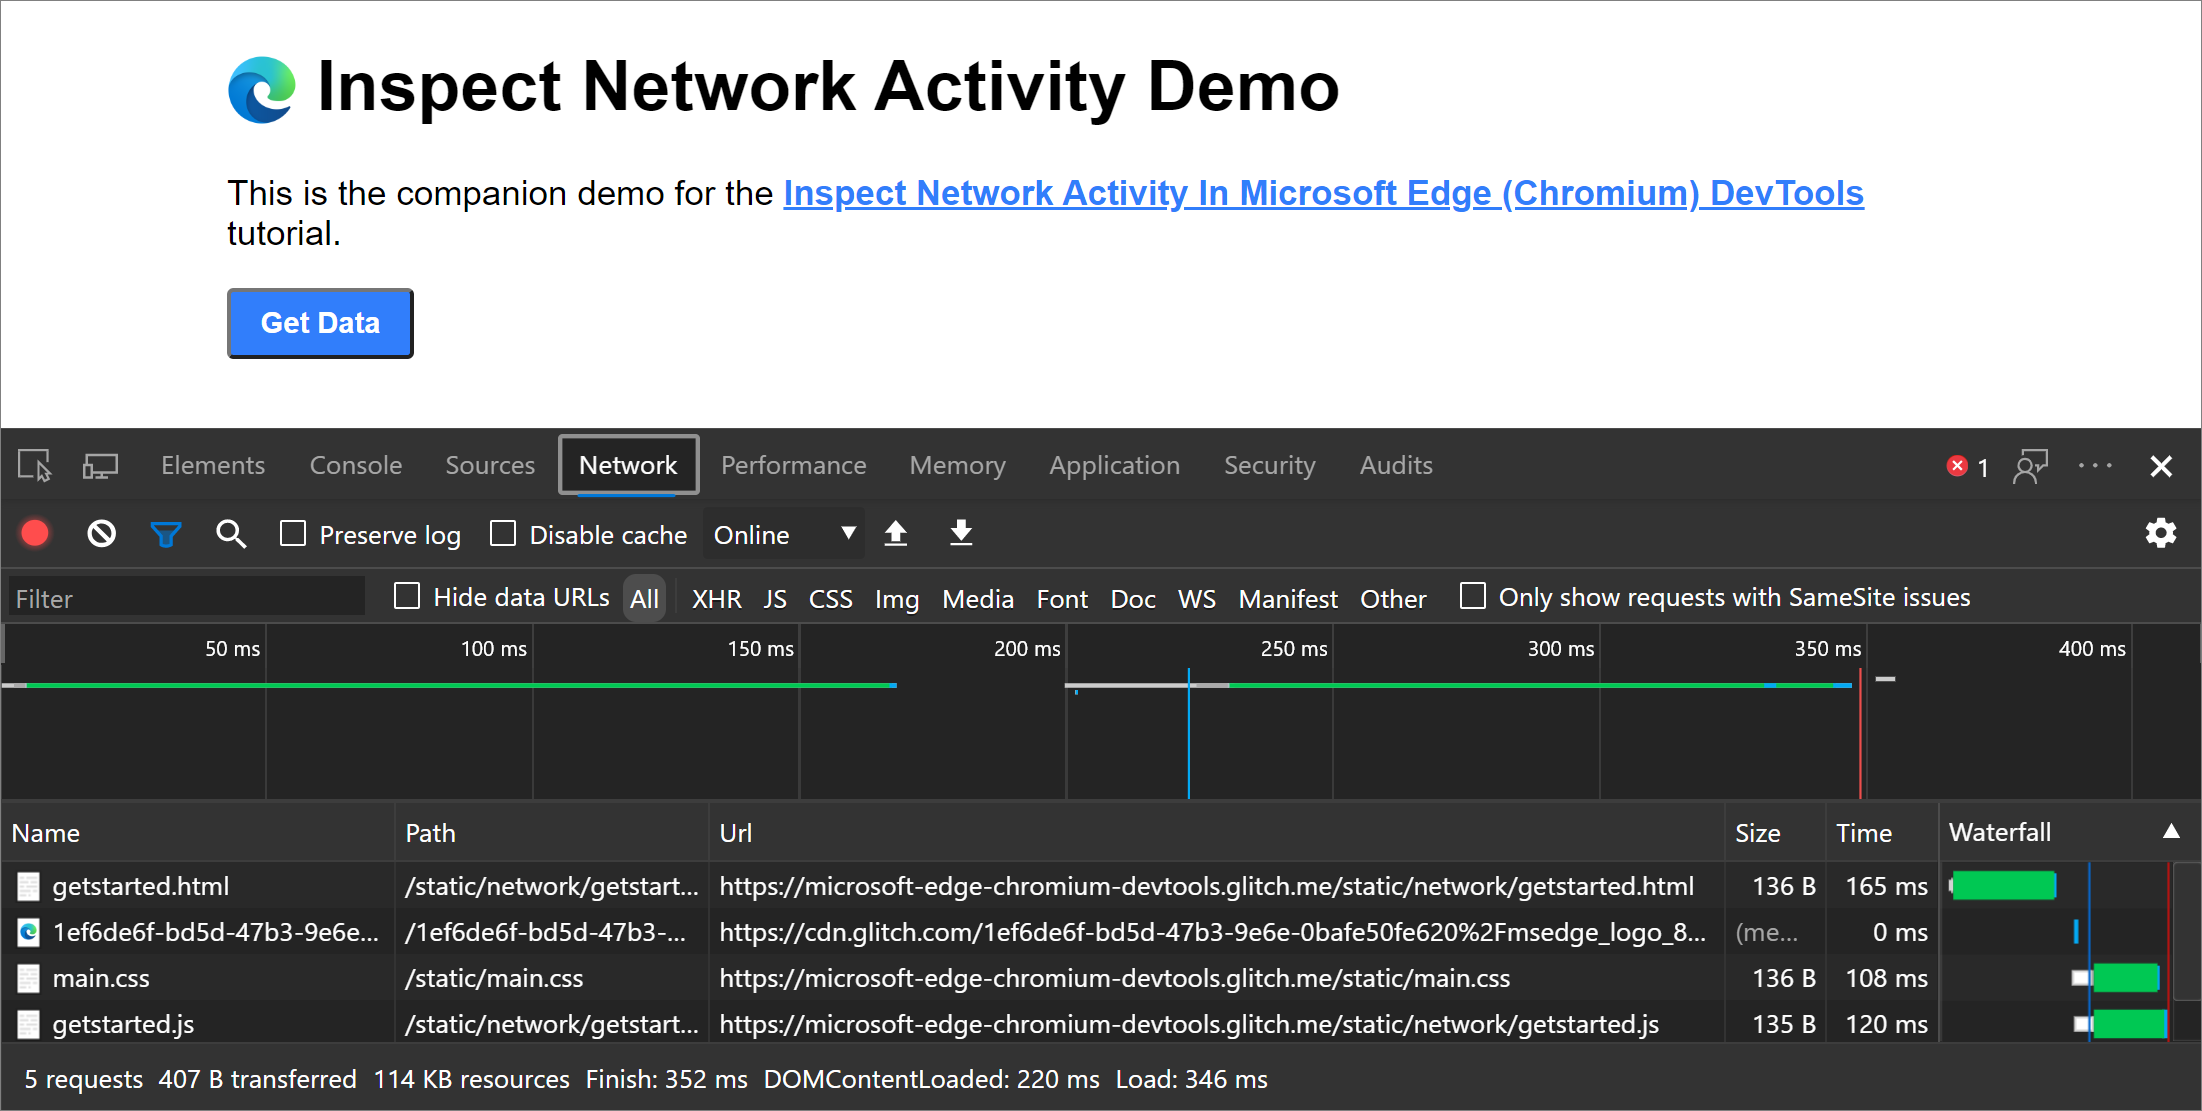 Inspect Network Activity Demo
This is the companion demo for the Inspect Network Activity In Microsoft Edge (Chromium) DevTools
tutorial.
Get Data
Elements Console Sources Network Performance Memory Application Security Audits 1
Preserve log Disable cache Online
Filter Hide data URLs All XHR JS CSS Img Media Font Doc WS Manifest Other Only show requests with SameSite issues
50 ms 100 ms 150 ms 200 ms 250 ms 300 ms 350 ms 400 ms
Name Path Url Size Time Waterfall
getstarted.html /static/network/getstart... https://microsoft-edge-chromium-devtools.glitch.me/static/network/getstarted.html 136 B 165 ms
1ef6de6f-bd5d-47b3-9e6e... /1ef6de6f-bd5d-47b3-... https://cdn.glitch.com/1ef6de6f-bd5d-47b3-9e6e-0bafe50fe620%2Fmsedge_logo_8... (me... 0 ms
main.css /static/main.css https://microsoft-edge-chromium-devtools.glitch.me/static/main.css 136 B 108 ms
getstarted.js /static/network/getstart... https://microsoft-edge-chromium-devtools.glitch.me/static/network/getstarted.js 135 B 120 ms
5 requests 407 B transferred 114 KB resources Finish: 352 ms DOMContentLoaded: 220 ms Load: 346 ms